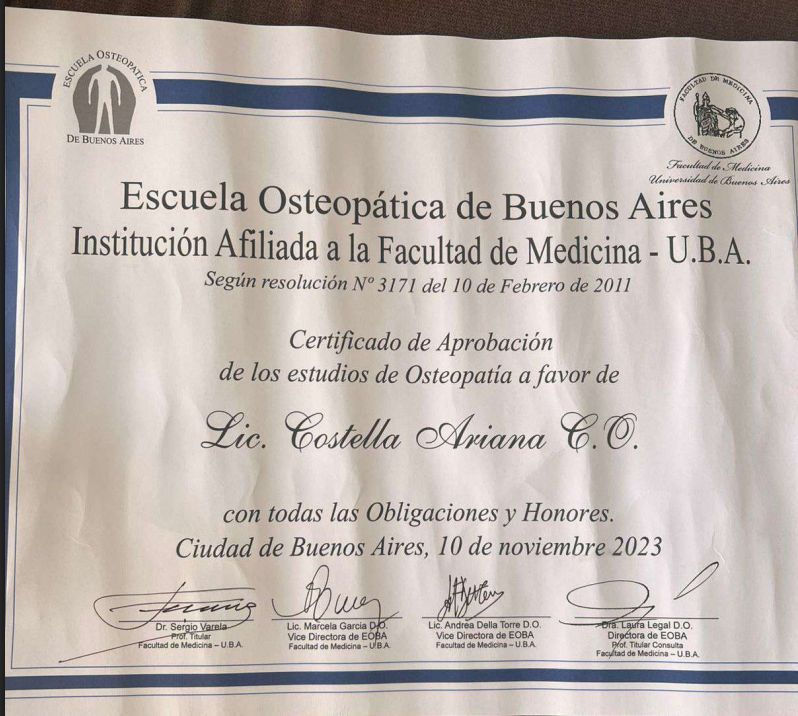 ESCUELA OSTEOPATICA
DE BUENOS AIRES
FACULTAD DE MEDICINA
DE BUENOS AIRES
Facultad de Medicina
Universidad de Buenos Aires
Escuela Osteopática de Buenos Aires
Institución Afiliada a la Facultad de Medicina - U.B.A.
Según resolución Nº 3171 del 10 de Febrero de 2011
Certificado de Aprobación
de los estudios de Osteopatía a favor de
Lic. Costella Ariana C.O.
con todas las Obligaciones y Honores.
Ciudad de Buenos Aires, 10 de noviembre 2023
Dr. Sergio Varela
Prof. Titular
Facultad de Medicina – U.B.A.
Lic. Marcela Garcia D.O.
Vice Directora de EOBA
Facultad de Medicina – U.B.A
Lic. Andrea Della Torre D.O.
Vice Directora de EOBA
Facultad de Medicina – U.B.A.
Dra. Laura Legal D.O.
Directora de EOBA
Prof. Titular Consulta
Facultad de Medicina – U.B.A.